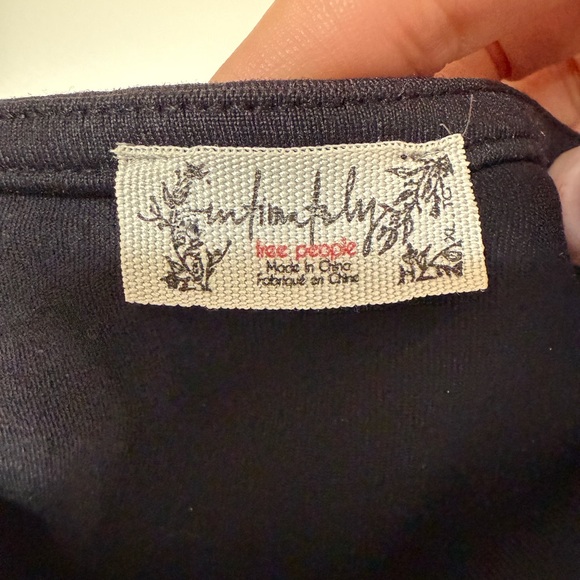 intimately
free people
Made in China
Fabriqué en Chine